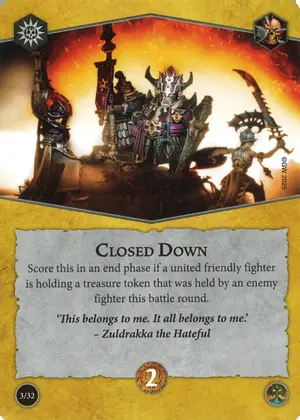 ©GW 2025
CLOSED DOWN
Score this in an end phase if a united friendly fighter
is holding a treasure token that was held by an enemy
fighter this battle round.
‘This belongs to me. It all belongs to me.’
– Zuldrakka the Hateful
3/32
2